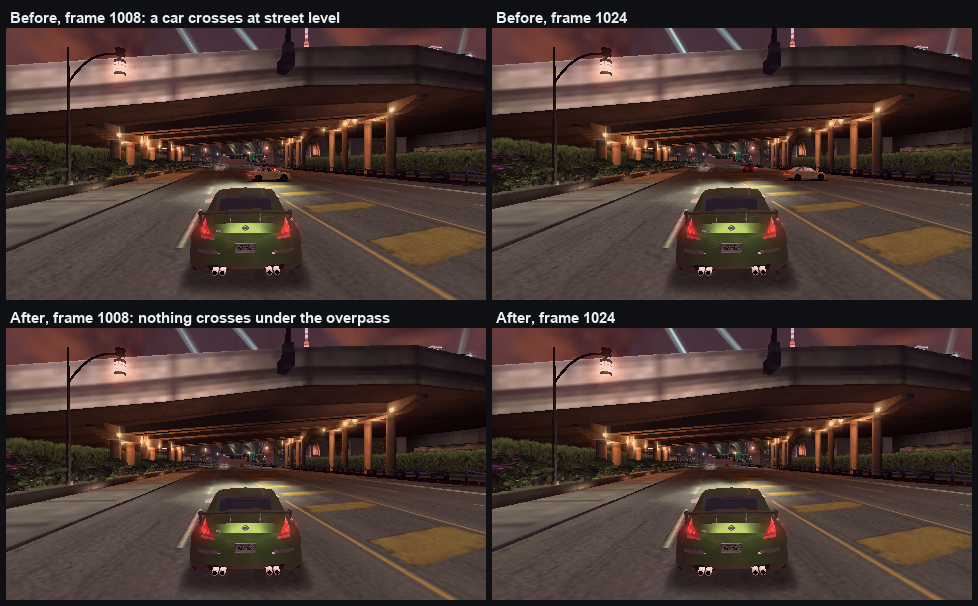 Before, frame 1008: a car crosses at street level
Before, frame 1024
After, frame 1008: nothing crosses under the overpass
After, frame 1024